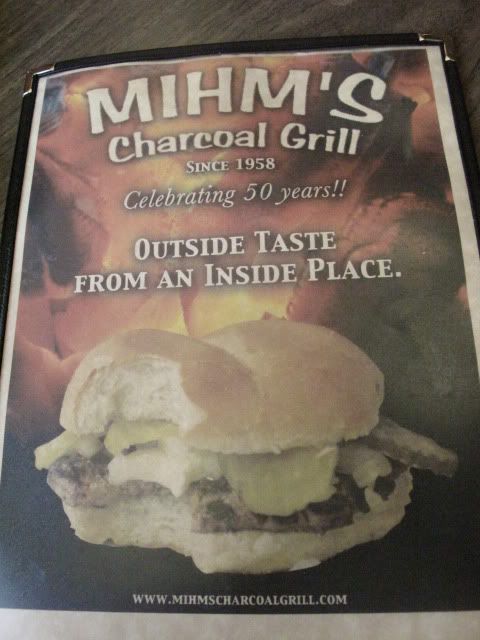 MIHM'S
Charcoal Grill
SINCE 1958
Celebrating 50 years!!
OUTSIDE TASTE
FROM AN INSIDE PLACE.
WWW.MIHMSCHARCOALGRILL.COM